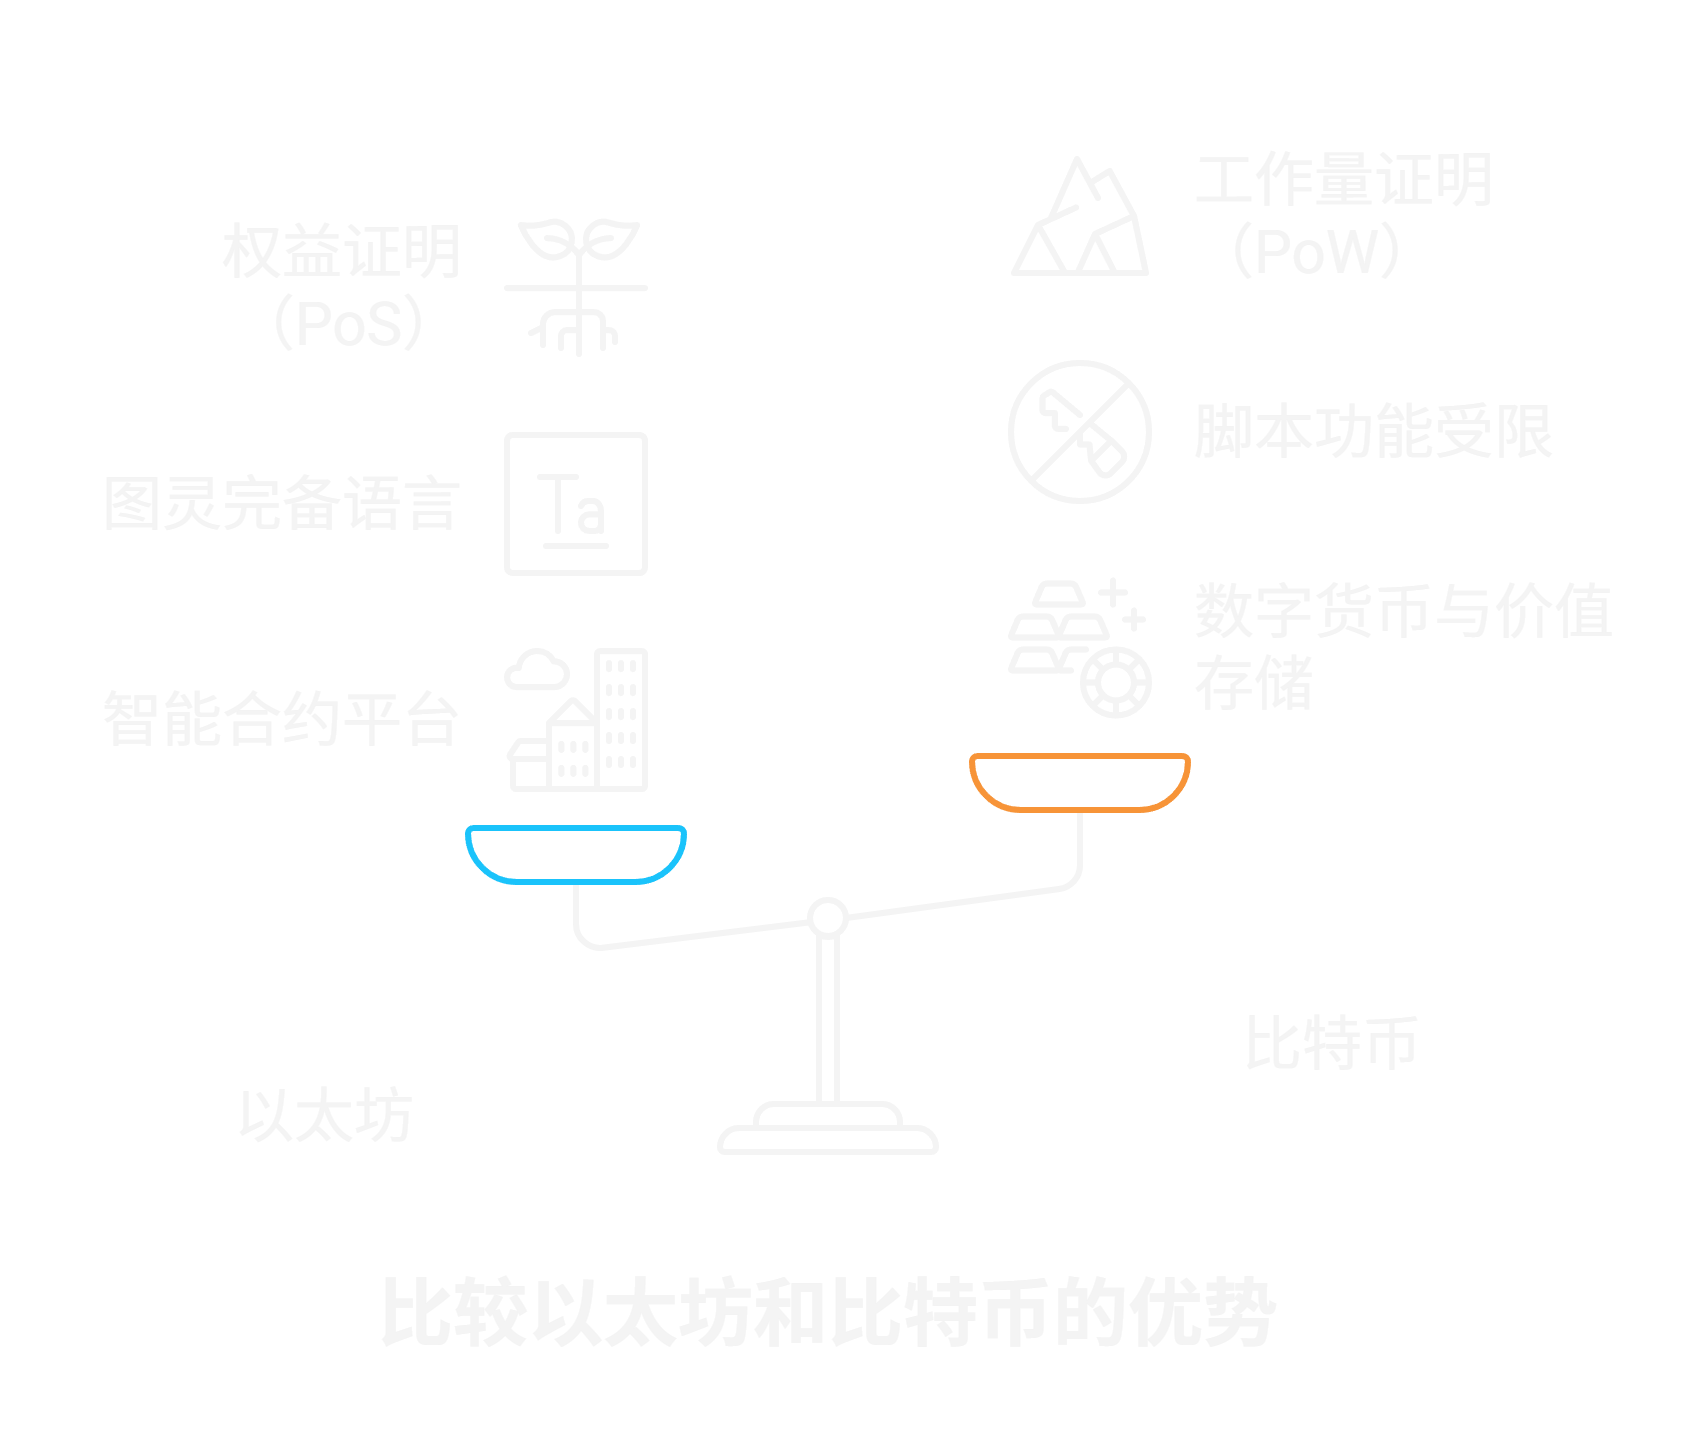 权益证明
（PoS）
图灵完备语言
智能合约平台
以太坊
工作量证明
（PoW）
脚本功能受限
数字货币与价值
存储
比特币
Ta
比较以太坊和比特币的优势